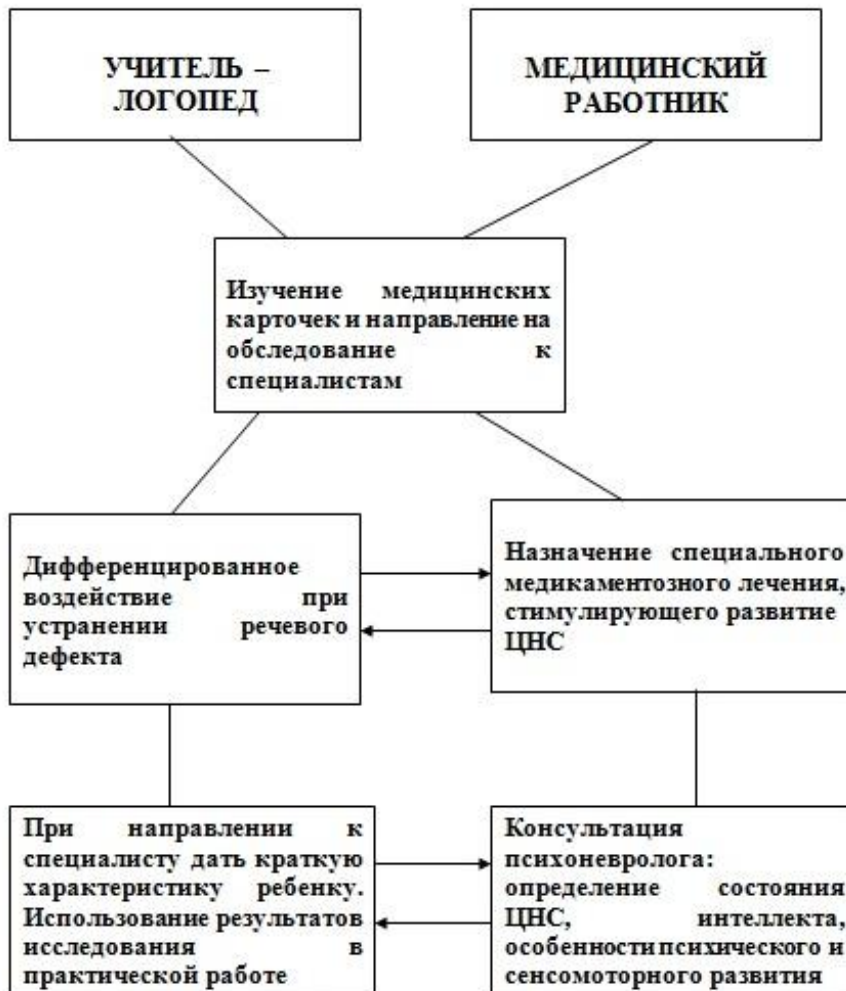 УЧИТЕЛЬ –
ЛОГОПЕД
МЕДИЦИНСКИЙ
РАБОТНИК
Изучение медицинских
карточек и направление на
обследование к
специалистам
Дифференцированное
воздействие при
устранении речевого
дефекта
Назначение специального
медикаментозного лечения,
стимулирующего развитие
ЦНС
При направлении к
специалисту дать краткую
характеристику ребенку.
Использование результатов
исследования в
практической работе
Консультация
психоневролога:
определение состояния
ЦНС, интеллекта,
особенности психического и
сенсомоторного развития